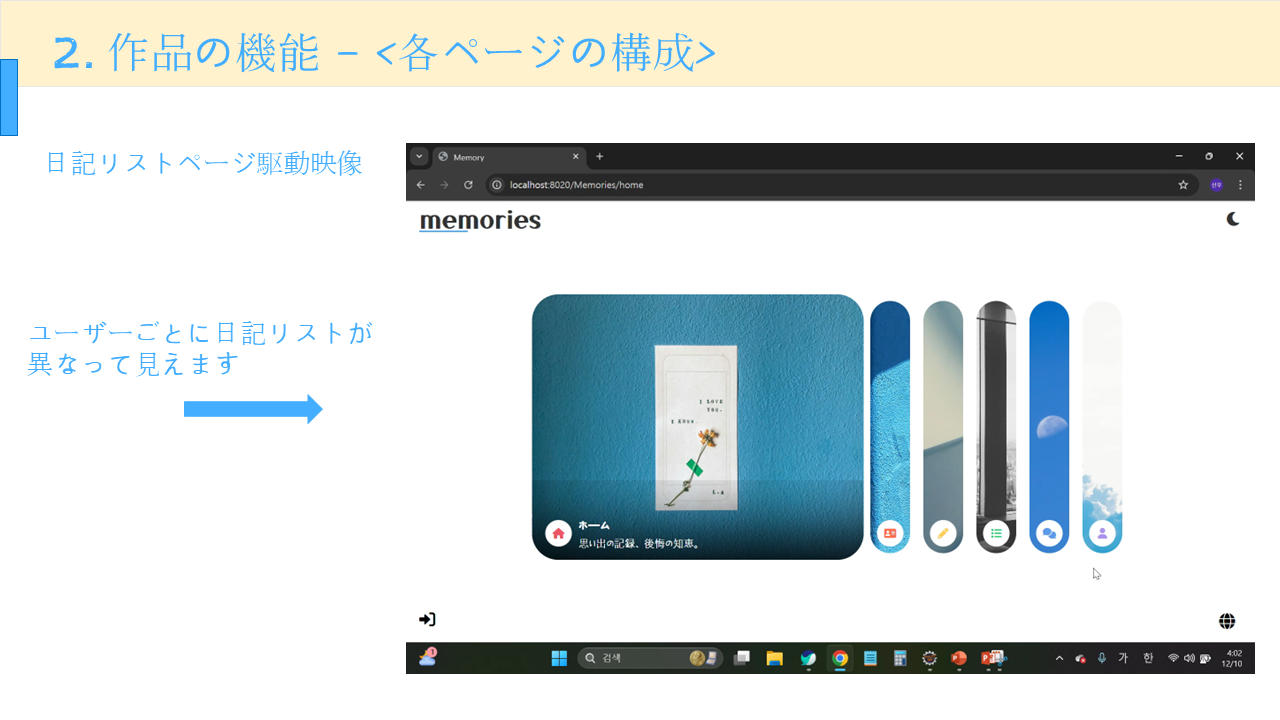 2. 作品の機能 - <各ページの構成>
日記リストページ駆動映像
ユーザーごとに日記リストが
異なって見えます
Memory
localhost:8020/Memories/home
선우
memories
I LOVE
YOU.
I KNOW.
ホーム
思い出の記録、後悔の知恵。
1
검색
가
한
4:02
12/10